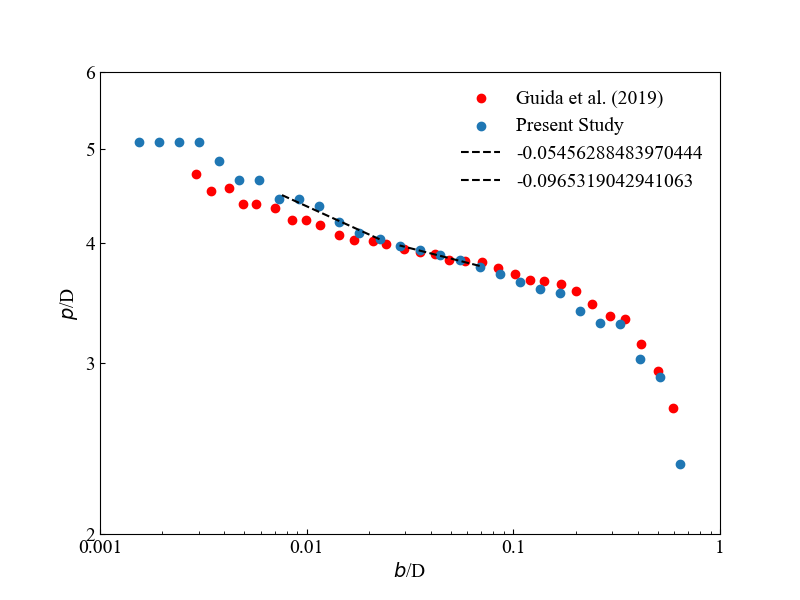 6
5
4
3
2
p/D
0.001
0.01
0.1
1
b/D
Guida et al. (2019)
Present Study
-0.05456288483970444
-0.0965319042941063